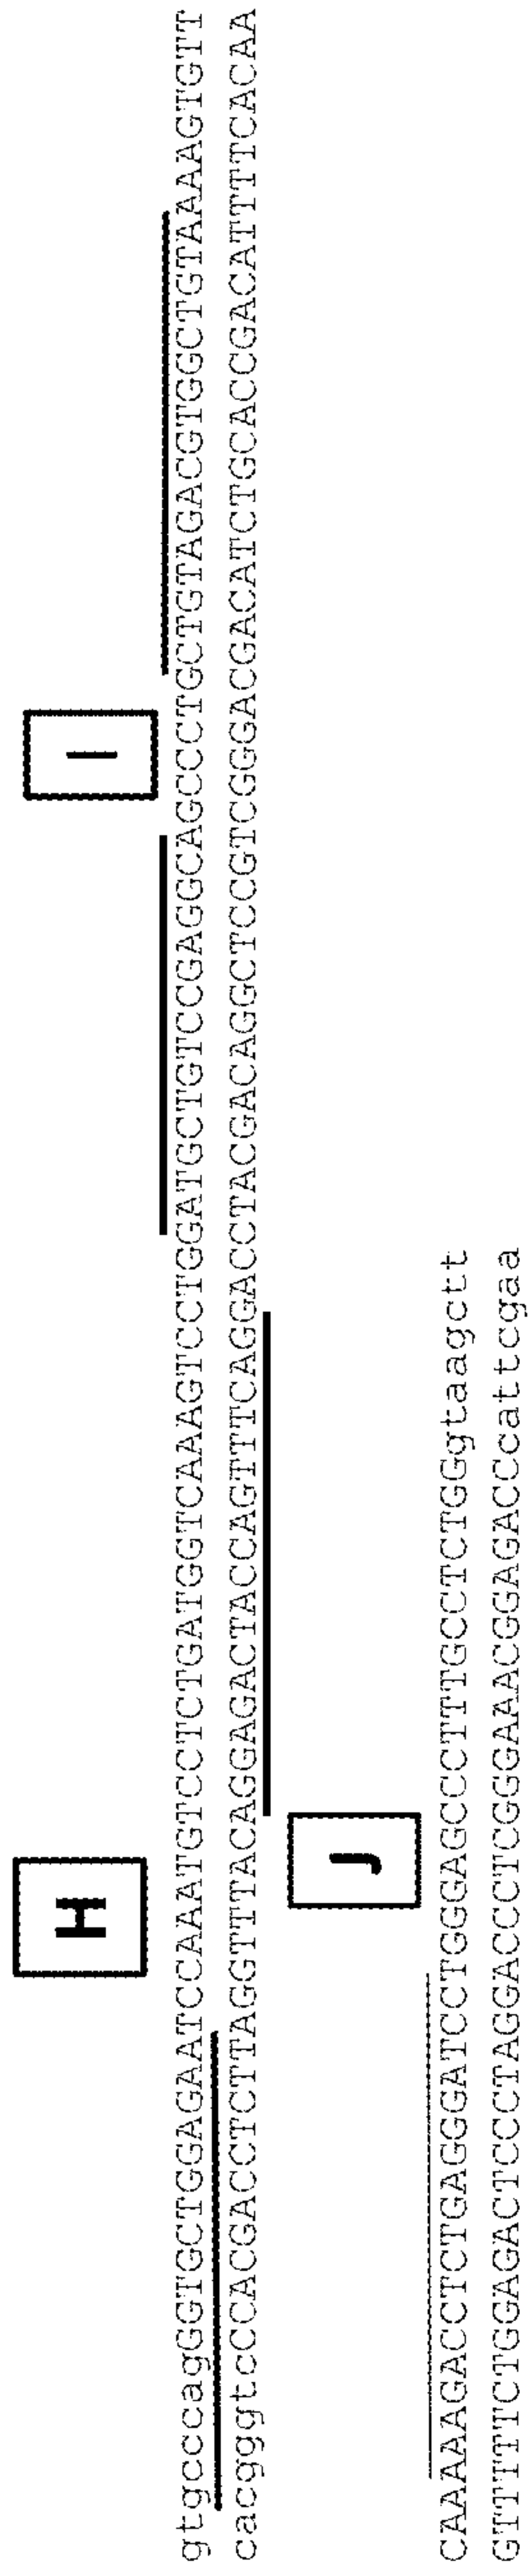 H I
gtgcccagGGTGCTGGAGAATCCAAATGTCCTCTGATGGTCAAAGTCCTGGATGCTGTCCGAGGCAGCCCTGCTGTAGACGTGGCTGTAAAAGTGTT
cacgggtcCCACGACCTCTTAGGTTTACAGGAGACTACCAGTTTCAGGACCTACGACAGGCTCCGTCGGGACGACATCTGCACCGACATTTTCACAA
J
CAAAAGACCTCTGAGGGATCCTGGGAGCCCTTTGCCTCTGGgtaagctt
GTTTTCTGGAGACTCCCTAGGACCCTCGGGAAACGGAGACCcattcgaa